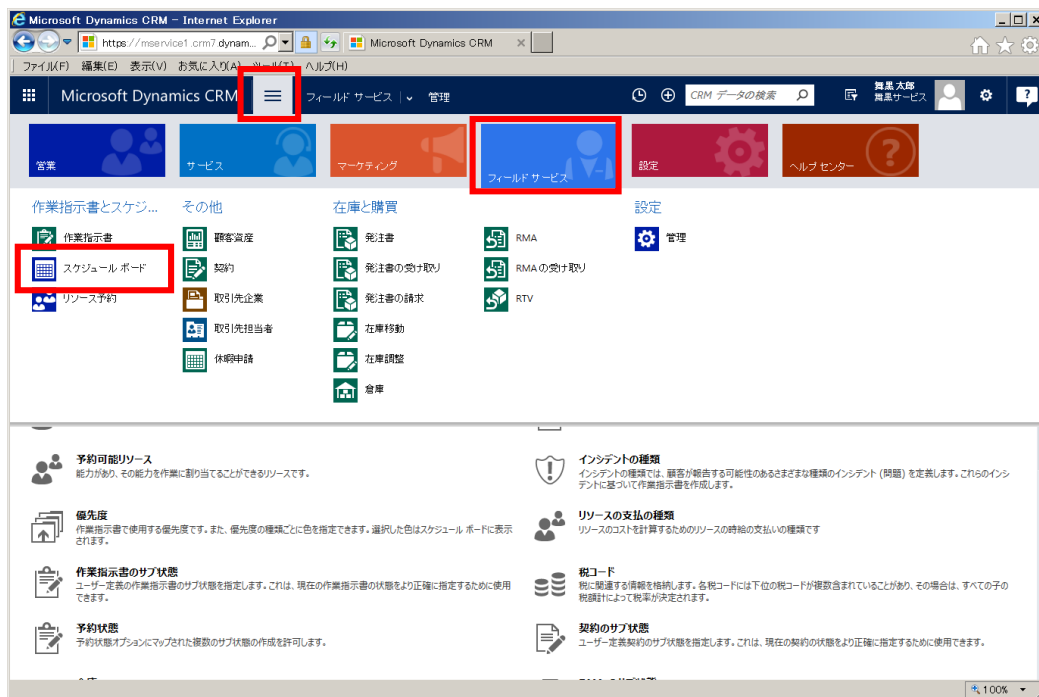 Microsoft Dynamics CRM - Internet Explorer
https://mservice1.crm7.dynam...
Microsoft Dynamics CRM
ファイル(F) 編集(E) 表示(V) お気に入り(A) ツール(T) ヘルプ(H)
Microsoft Dynamics CRM フィールド サービス 管理 CRM データの検索 舞黒太郎
舞黒サービス
営業 サービス マーケティング フィールド サービス 設定 ヘルプ センター
作業指示書とスケジ... その他 在庫と購買 設定
作業指示書 顧客資産 発注書 RMA 管理
スケジュール ボード 契約 発注書の受け取り RMA の受け取り
リソース予約 取引先企業 発注書の請求 RTV
取引先担当者 在庫移動
休暇申請 在庫調整
倉庫
予約可能リソース
能力があり、その能力を作業に割り当てることができるリソースです。
インシデントの種類
インシデントの種類では、顧客が報告する可能性のあるさまざまな種類のインシデント (問題) を定義します。これらのインシ
デントに基づいて作業指示書を作成します。
優先度
作業指示書で使用する優先度です。また、優先度の種類ごとに色を指定できます。選択した色はスケジュール ボードに表示
されます。
リソースの支払の種類
リソースのコストを計算するためのリソースの時給の支払いの種類です
作業指示書のサブ状態
ユーザー定義の作業指示書のサブ状態を指定します。これは、現在の作業指示書の状態をより正確に指定するために使用
できます。
税コード
税に関連する情報を格納します。各税コードには下位の税コードが複数含まれていることがあり、その場合は、すべての子の
税額計によって税率が決定されます。
予約状態
予約状態オプションにマップされた複数のサブ状態の作成を許可します。
契約のサブ状態
ユーザー定義契約のサブ状態を指定します。これは、現在の契約の状態をより正確に指定するために使用できます。
100%